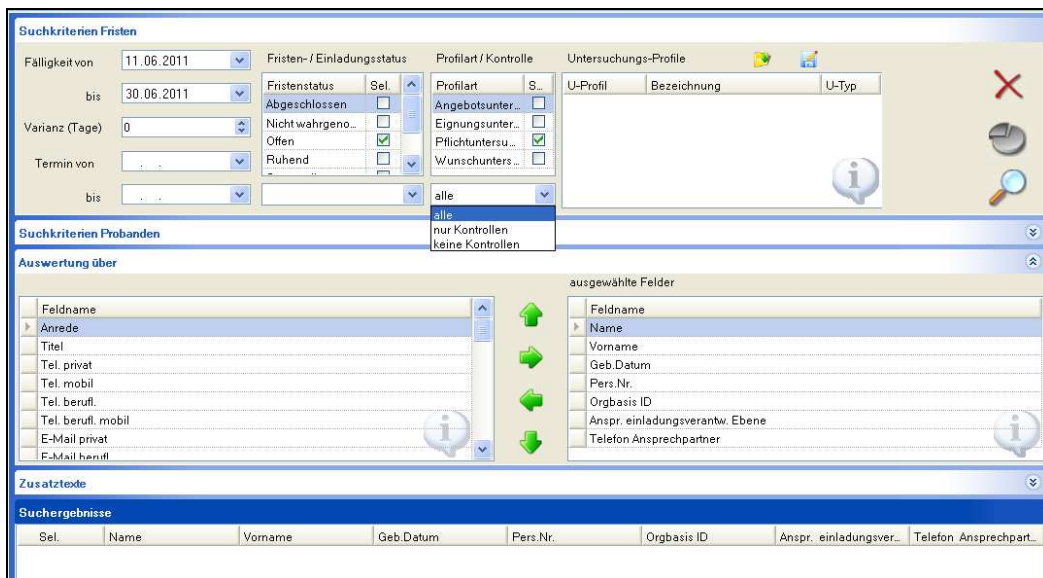 Suchkriterien Fristen
Fälligkeit von 11.06.2011 Fristen- / Einladungsstatus Profilart / Kontrolle Untersuchungs-Profile
bis 30.06.2011 Fristenstatus Sel. Profilart S... U-Profil Bezeichnung U-Typ
Abgeschlossen Angebotsunter...
Varianz (Tage) 0 Nicht wahrgeno... Eignungsunter...
Offen Pflichtuntersu...
Termin von . . Ruhend Wunschunters...
bis . . alle
alle
nur Kontrollen
keine Kontrollen
Suchkriterien Probanden
Auswertung über
ausgewählte Felder
Feldname Feldname
Anrede Name
Titel Vorname
Tel. privat Geb.Datum
Tel. mobil Pers.Nr.
Tel. berufl. Orgbasis ID
Tel. berufl. mobil Anspr. einladungsverantw. Ebene
E-Mail privat Telefon Ansprechpartner
E-Mail berufl.
Zusatztexte
Suchergebnisse
Sel. Name Vorname Geb.Datum Pers.Nr. Orgbasis ID Anspr. einladungsver... Telefon Ansprechpart...